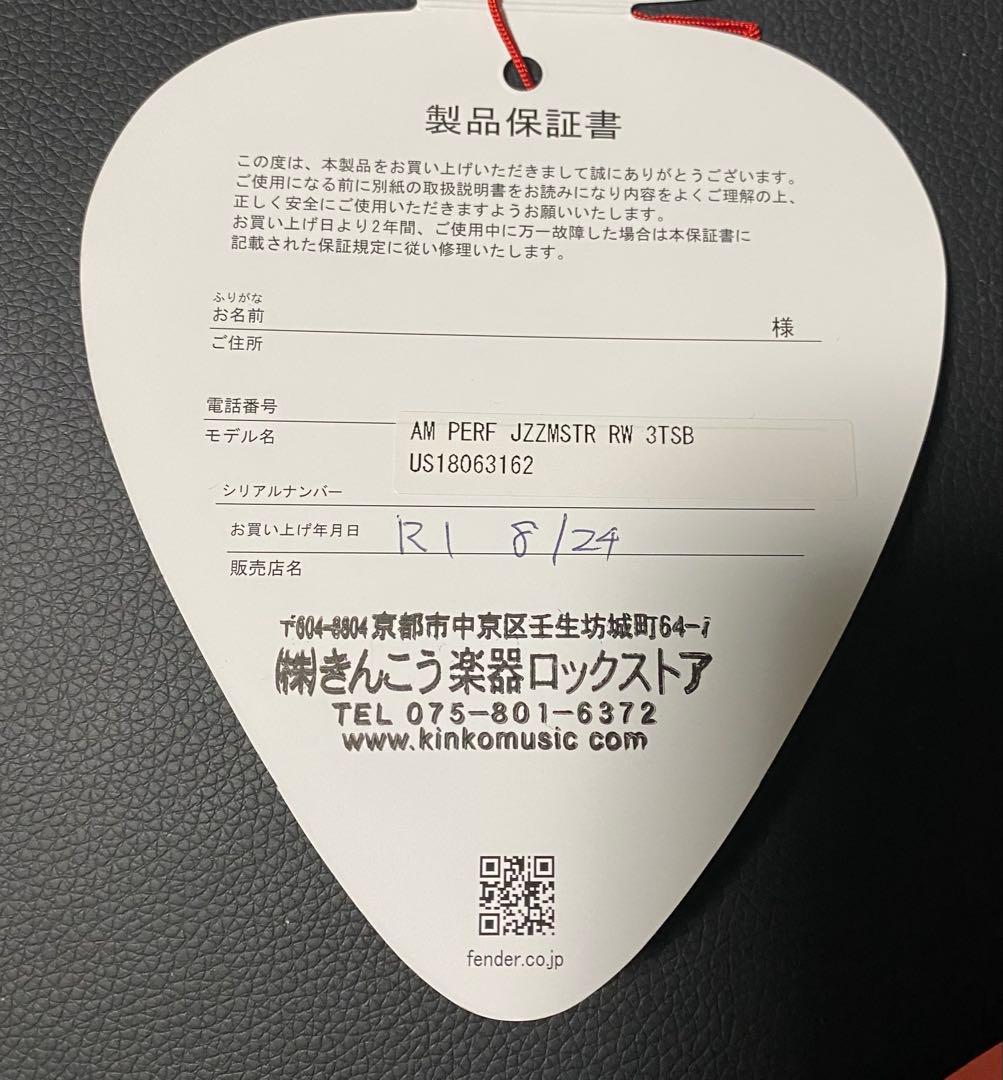 製品保証書
この度は、本製品をお買い上げいただきまして誠にありがとうございます。
ご使用になる前に別紙の取扱説明書をお読みになり内容をよくご理解の上、
正しく安全にご使用いただきますようお願いいたします。
お買い上げ日より2年間、ご使用中に万一故障した場合は本保証書に
記載された保証規定に従い修理いたします。
ふりがな
お名前 様
ご住所
電話番号
モデル名 AM PERF JZZMSTR RW 3TSB
US18063162
シリアルナンバー
お買い上げ年月日 R1 8/24
販売店名
〒604-8804 京都市中京区壬生坊城町64-1
(株)きんこう楽器ロックストア
TEL 075-801-6372
www.kinkomusic com
fender.co.jp